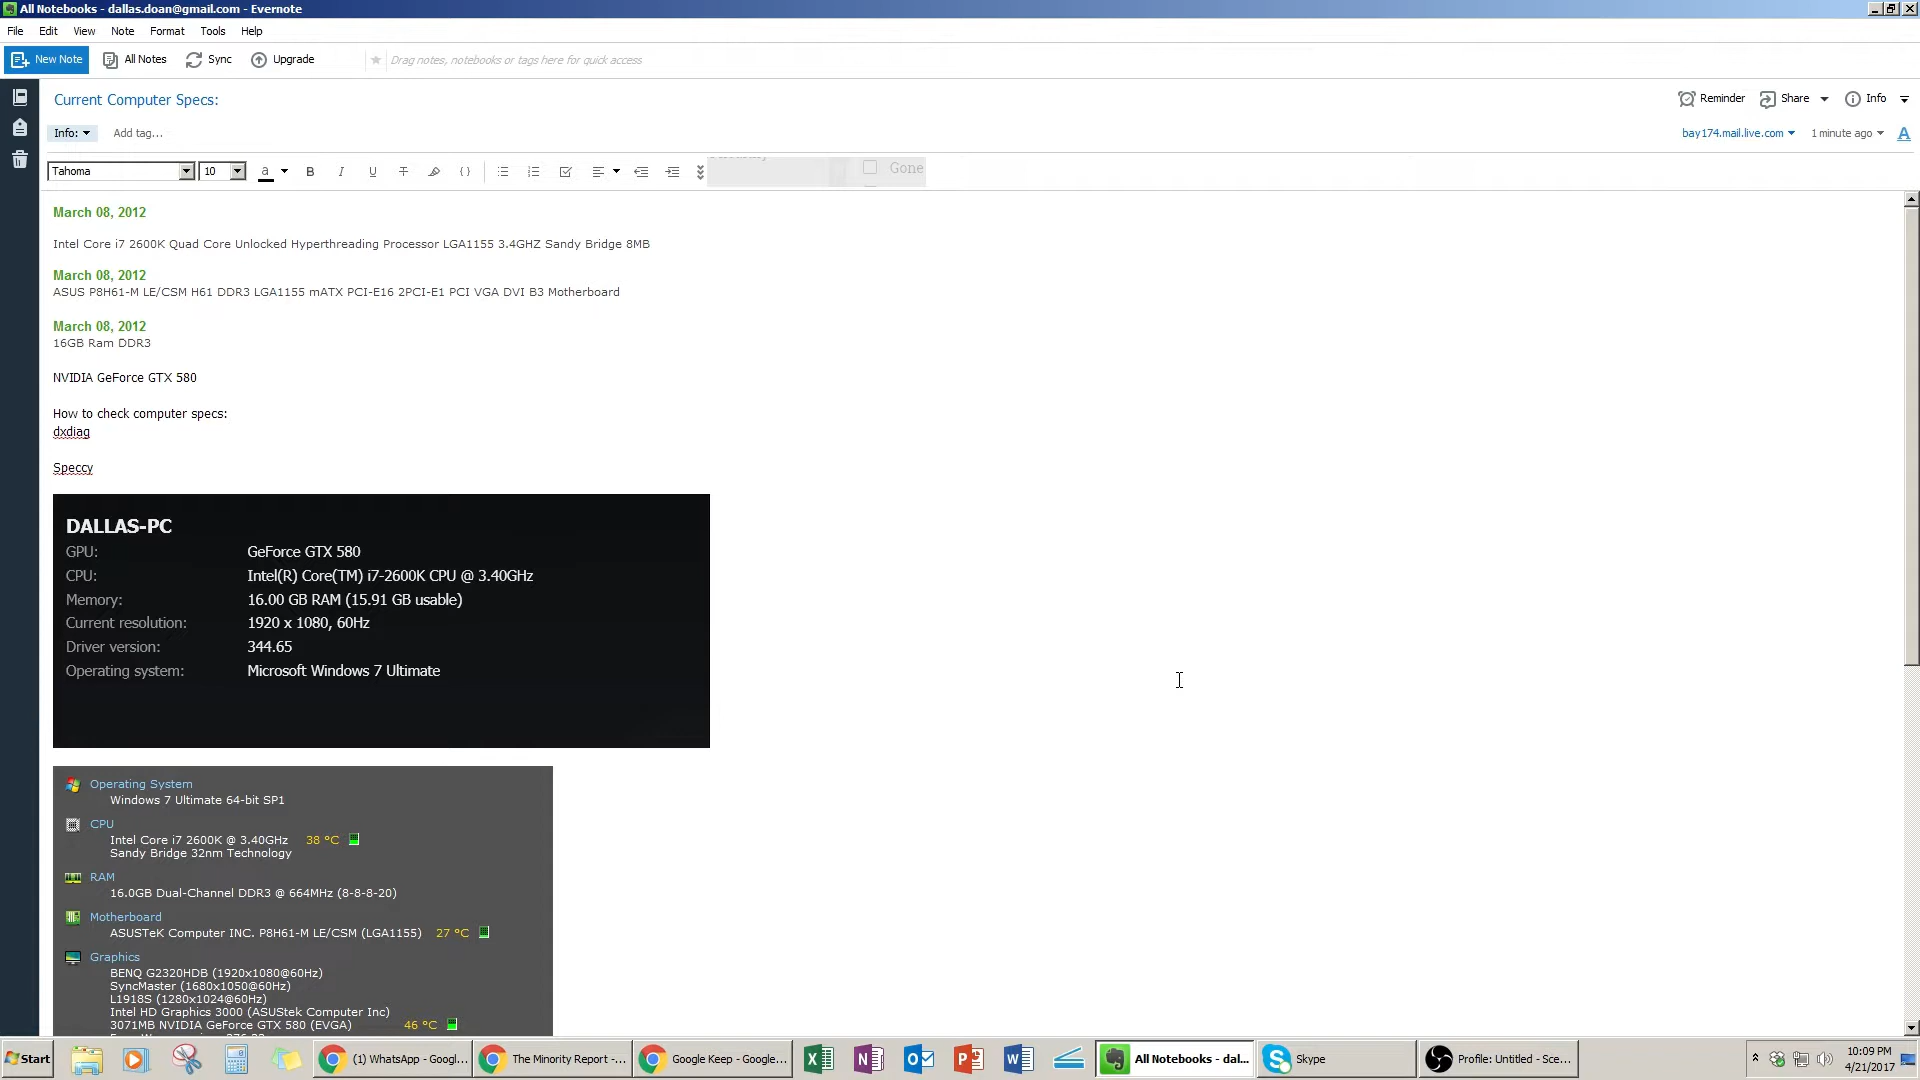 All Notebooks - dallas.doan@gmail.com - Evernote
File Edit View Note Format Tools Help
New Note All Notes Sync Upgrade Drag notes, notebooks or tags here for quick access
Current Computer Specs:
Reminder Share Info
Info: Add tag...
bay174.mail.live.com 1 minute ago
Tahoma 10 a B I U T
Gone
March 08, 2012
Intel Core i7 2600K Quad Core Unlocked Hyperthreading Processor LGA1155 3.4GHZ Sandy Bridge 8MB
March 08, 2012
ASUS P8H61-M LE/CSM H61 DDR3 LGA1155 mATX PCI-E16 2PCI-E1 PCI VGA DVI B3 Motherboard
March 08, 2012
16GB Ram DDR3
NVIDIA GeForce GTX 580
How to check computer specs:
dxdiag
Speccy
DALLAS-PC
GPU: GeForce GTX 580
CPU: Intel(R) Core(TM) i7-2600K CPU @ 3.40GHz
Memory: 16.00 GB RAM (15.91 GB usable)
Current resolution: 1920 x 1080, 60Hz
Driver version: 344.65
Operating system: Microsoft Windows 7 Ultimate
Operating System
Windows 7 Ultimate 64-bit SP1
CPU
Intel Core i7 2600K @ 3.40GHz 38 °C
Sandy Bridge 32nm Technology
RAM
16.0GB Dual-Channel DDR3 @ 664MHz (8-8-8-20)
Motherboard
ASUSTeK Computer INC. P8H61-M LE/CSM (LGA1155) 27 °C
Graphics
BENQ G2320HDB (1920x1080@60Hz)
SyncMaster (1680x1050@60Hz)
L1918S (1280x1024@60Hz)
Intel HD Graphics 3000 (ASUStek Computer Inc)
3071MB NVIDIA GeForce GTX 580 (EVGA) 46 °C
Start (1) WhatsApp - Googl... The Minority Report -... Google Keep - Google... All Notebooks - dal... Skype Profile: Untitled - Sce... 10:09 PM
4/21/2017